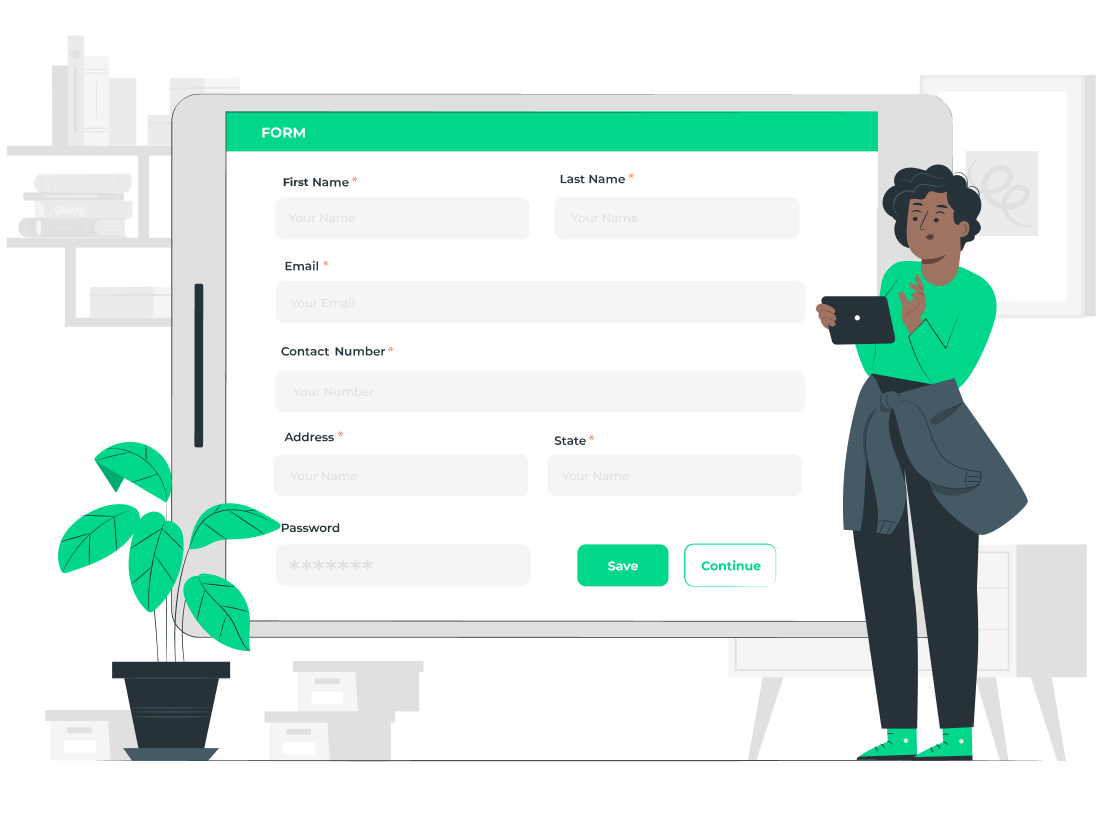 FORM
First Name * Last Name *
Your Name Your Name
Email *
Your Email
Contact Number *
Your Number
Address * State *
Your Name Your Name
Password
*******
Save Continue